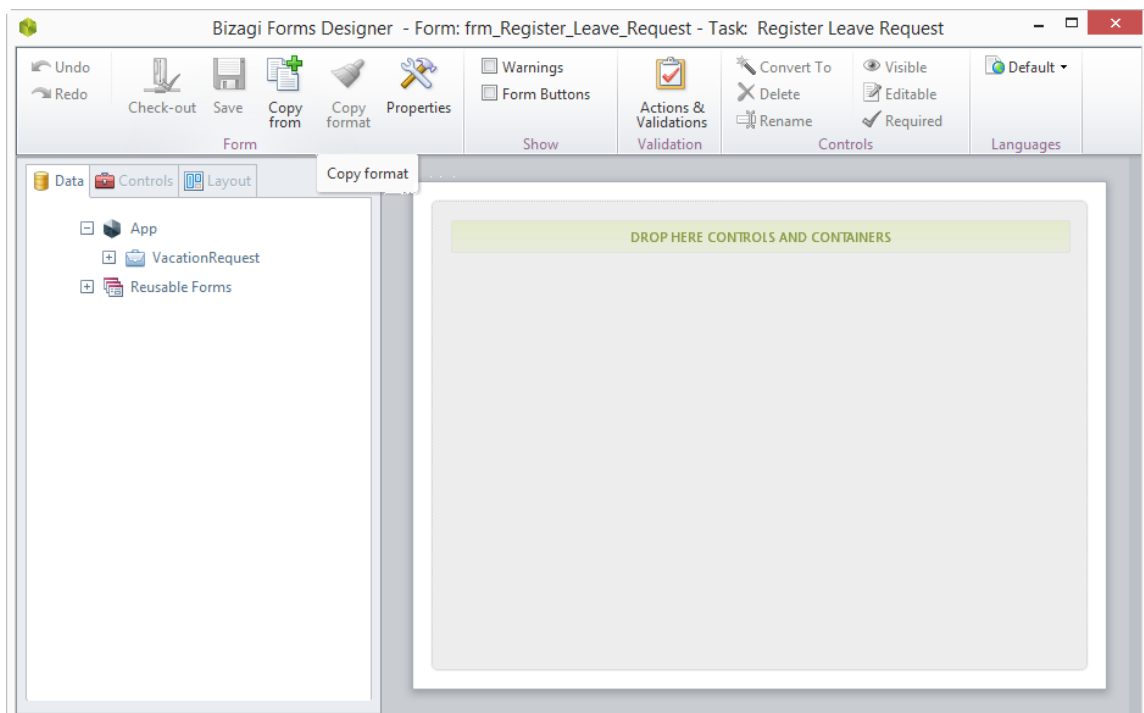 Bizagi Forms Designer - Form: frm_Register_Leave_Request - Task: Register Leave Request
Undo
Redo
Check-out
Save
Copy from
Copy format
Properties
Form
Warnings
Form Buttons
Show
Actions & Validations
Validation
Convert To
Delete
Rename
Visible
Editable
Required
Controls
Default
Languages
Copy format
Data
Controls
Layout
App
VacationRequest
Reusable Forms
DROP HERE CONTROLS AND CONTAINERS